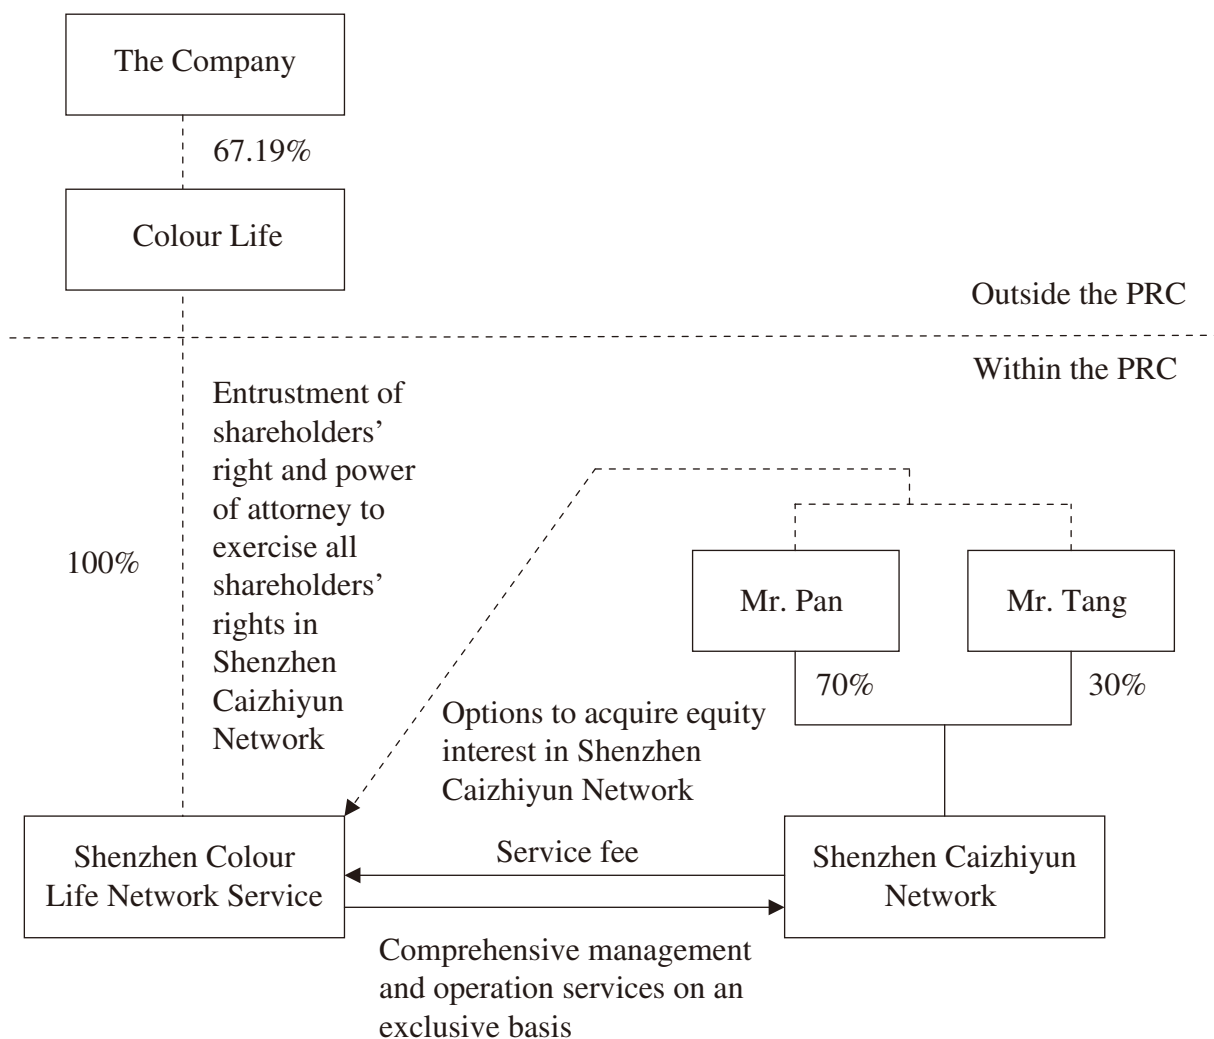 The Company
67.19%
Colour Life
Outside the PRC
Within the PRC
Entrustment of
shareholders’
right and power
of attorney to
exercise all
shareholders’
rights in
Shenzhen
Caizhiyun
Network
100%
Mr. Pan
Mr. Tang
70%
30%
Options to acquire equity
interest in Shenzhen
Caizhiyun Network
Shenzhen Colour
Life Network Service
Service fee
Shenzhen Caizhiyun
Network
Comprehensive management
and operation services on an
exclusive basis